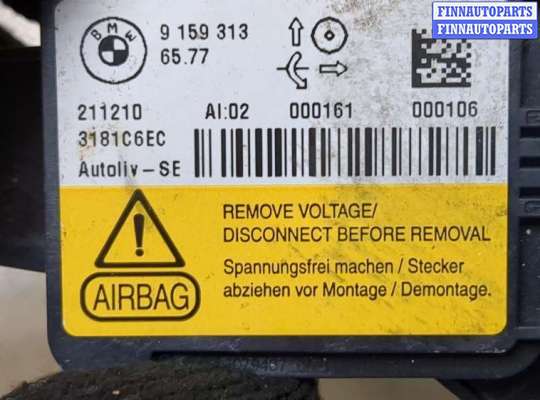 FINNAUTOPARTS
FINNAUTOPARTS
BMW
9 159 313
65.77
211210 AI:02 000161 000106
3181C6EC
Autoliv-SE
REMOVE VOLTAGE/
DISCONNECT BEFORE REMOVAL
Spannungsfrei machen / Stecker
abziehen vor Montage / Demontage.
AIRBAG